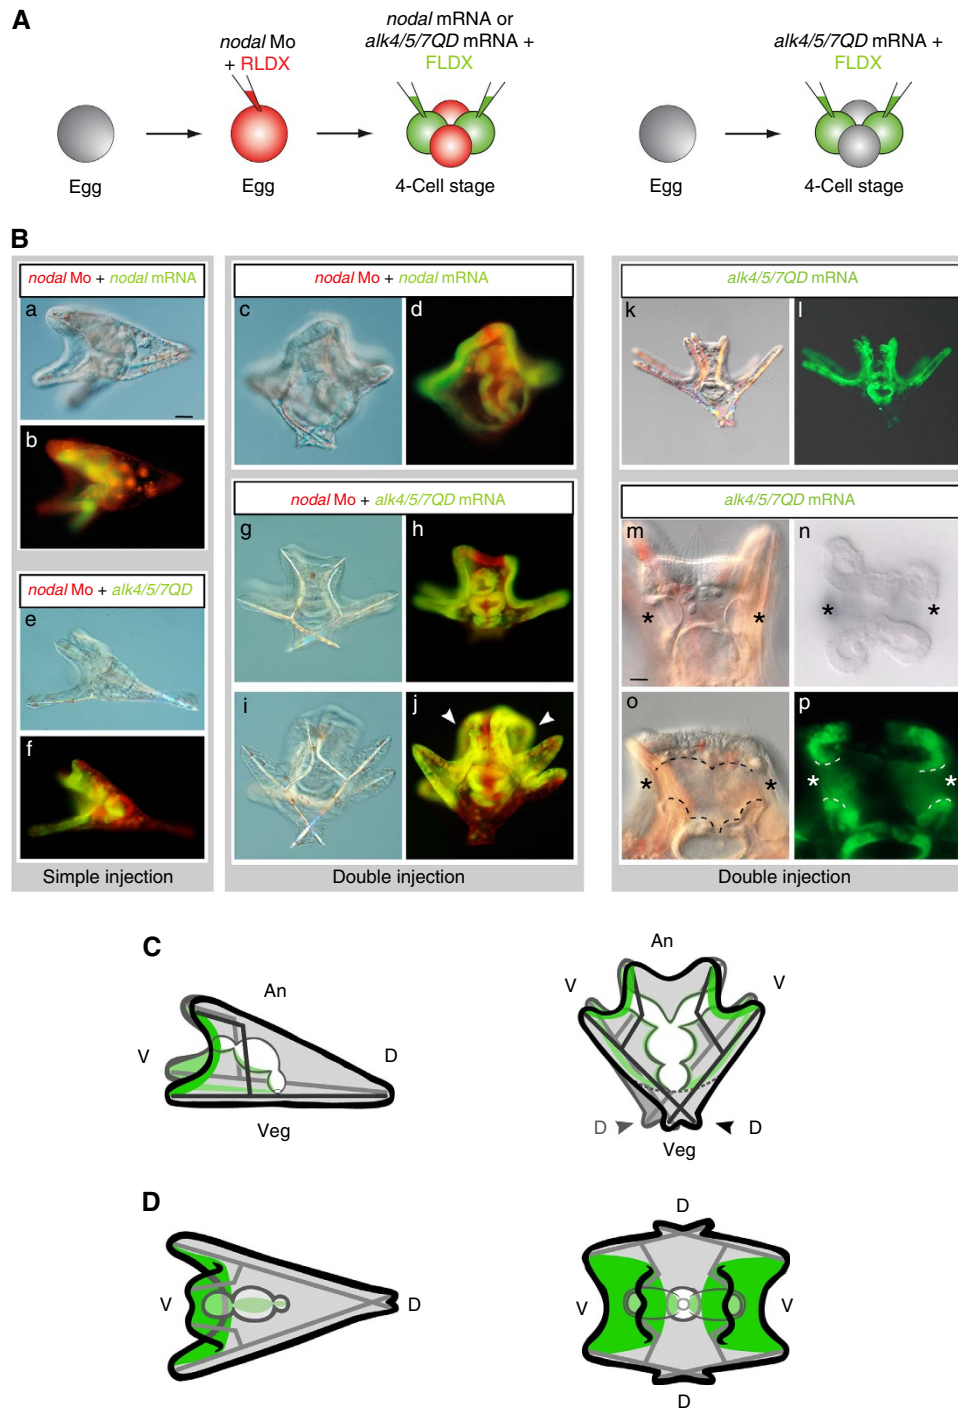 A
nodal Mo
+ RLDX
nodal mRNA or
alk4/5/7QD mRNA +
FLDX
alk4/5/7QD mRNA +
FLDX
Egg
Egg
4-Cell stage
Egg
4-Cell stage
B
nodal Mo + nodal mRNA
a
b
nodal Mo + alk4/5/7QD
e
f
Simple injection
nodal Mo + nodal mRNA
c
d
nodal Mo + alk4/5/7QD mRNA
g
h
i
j
Double injection
alk4/5/7QD mRNA
k
l
alk4/5/7QD mRNA
m
*
*
n
*
*
o
*
*
p
*
*
Double injection
C
An
V
D
Veg
An
V
V
D
D
Veg
D
V
D
D
V
V
D